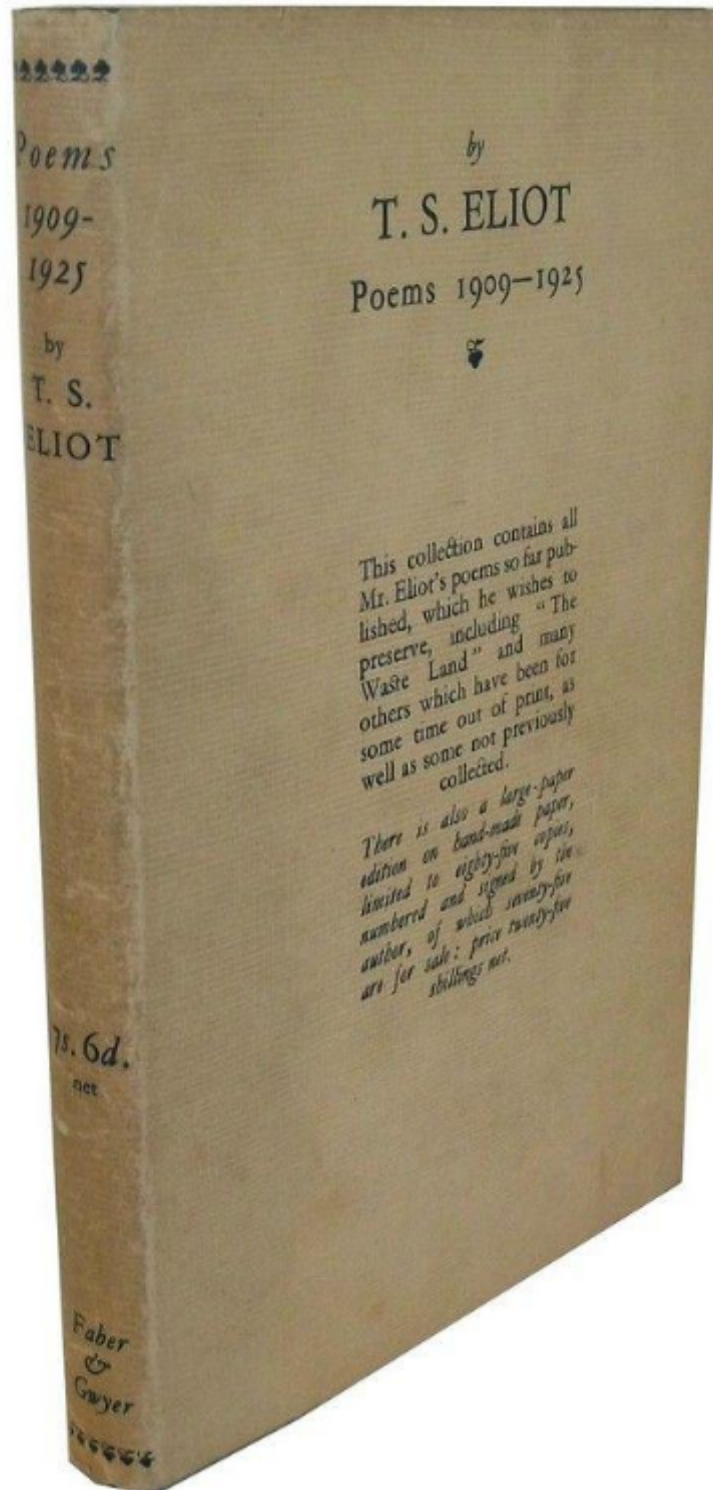 Poems
1909-
1925
by
T. S.
ELIOT
7s. 6d.
net
Faber
&
Gwyer
by
T. S. ELIOT
Poems 1909—1925
This collection contains all
Mr. Eliot's poems so far pub-
lished, which he wishes to
preserve, including "The
Waste Land" and many
others which have been for
some time out of print, as
well as some not previously
collected.
There is also a large-paper
edition on hand-made paper,
limited to eighty-five copies,
numbered and signed by the
author, of which seventy-five
are for sale: price twenty-five
shillings net.